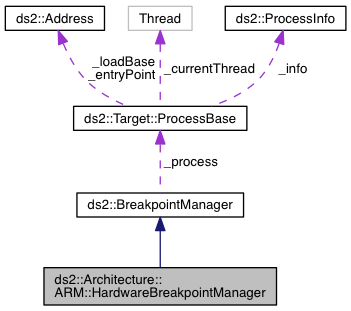 ds2::Address
Thread
ds2::ProcessInfo
_loadBase
_entryPoint
_currentThread
_info
ds2::Target::ProcessBase
_process
ds2::BreakpointManager
ds2::Architecture::
ARM::HardwareBreakpointManager